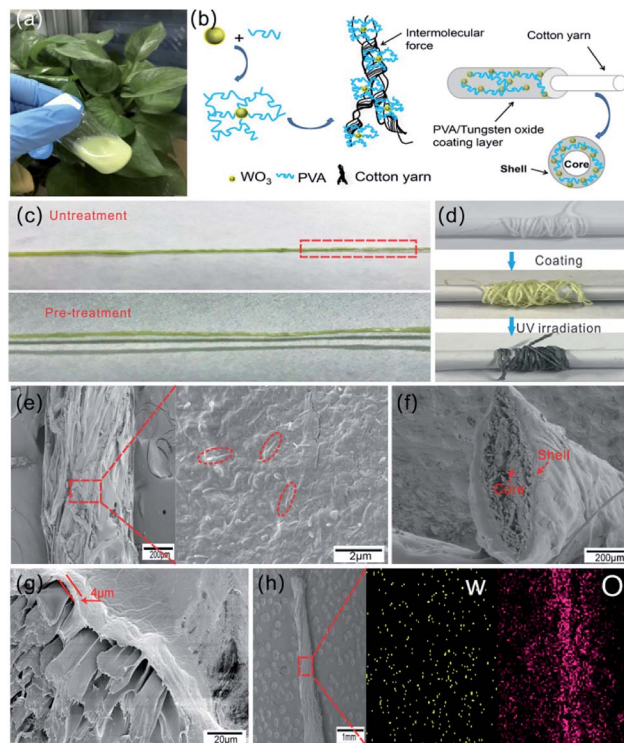 (a)
(b)
+
Intermolecular
force
Cotton yarn
PVA/Tungsten oxide
coating layer
Shell
Core
WO₃ PVA Cotton yarn
(c)
Untreatment
Pre-treatment
(d)
Coating
UV irradiation
(e)
200μm
2μm
(f)
Shell
Core
200μm
(g)
4μm
20μm
(h)
1mm
W
O